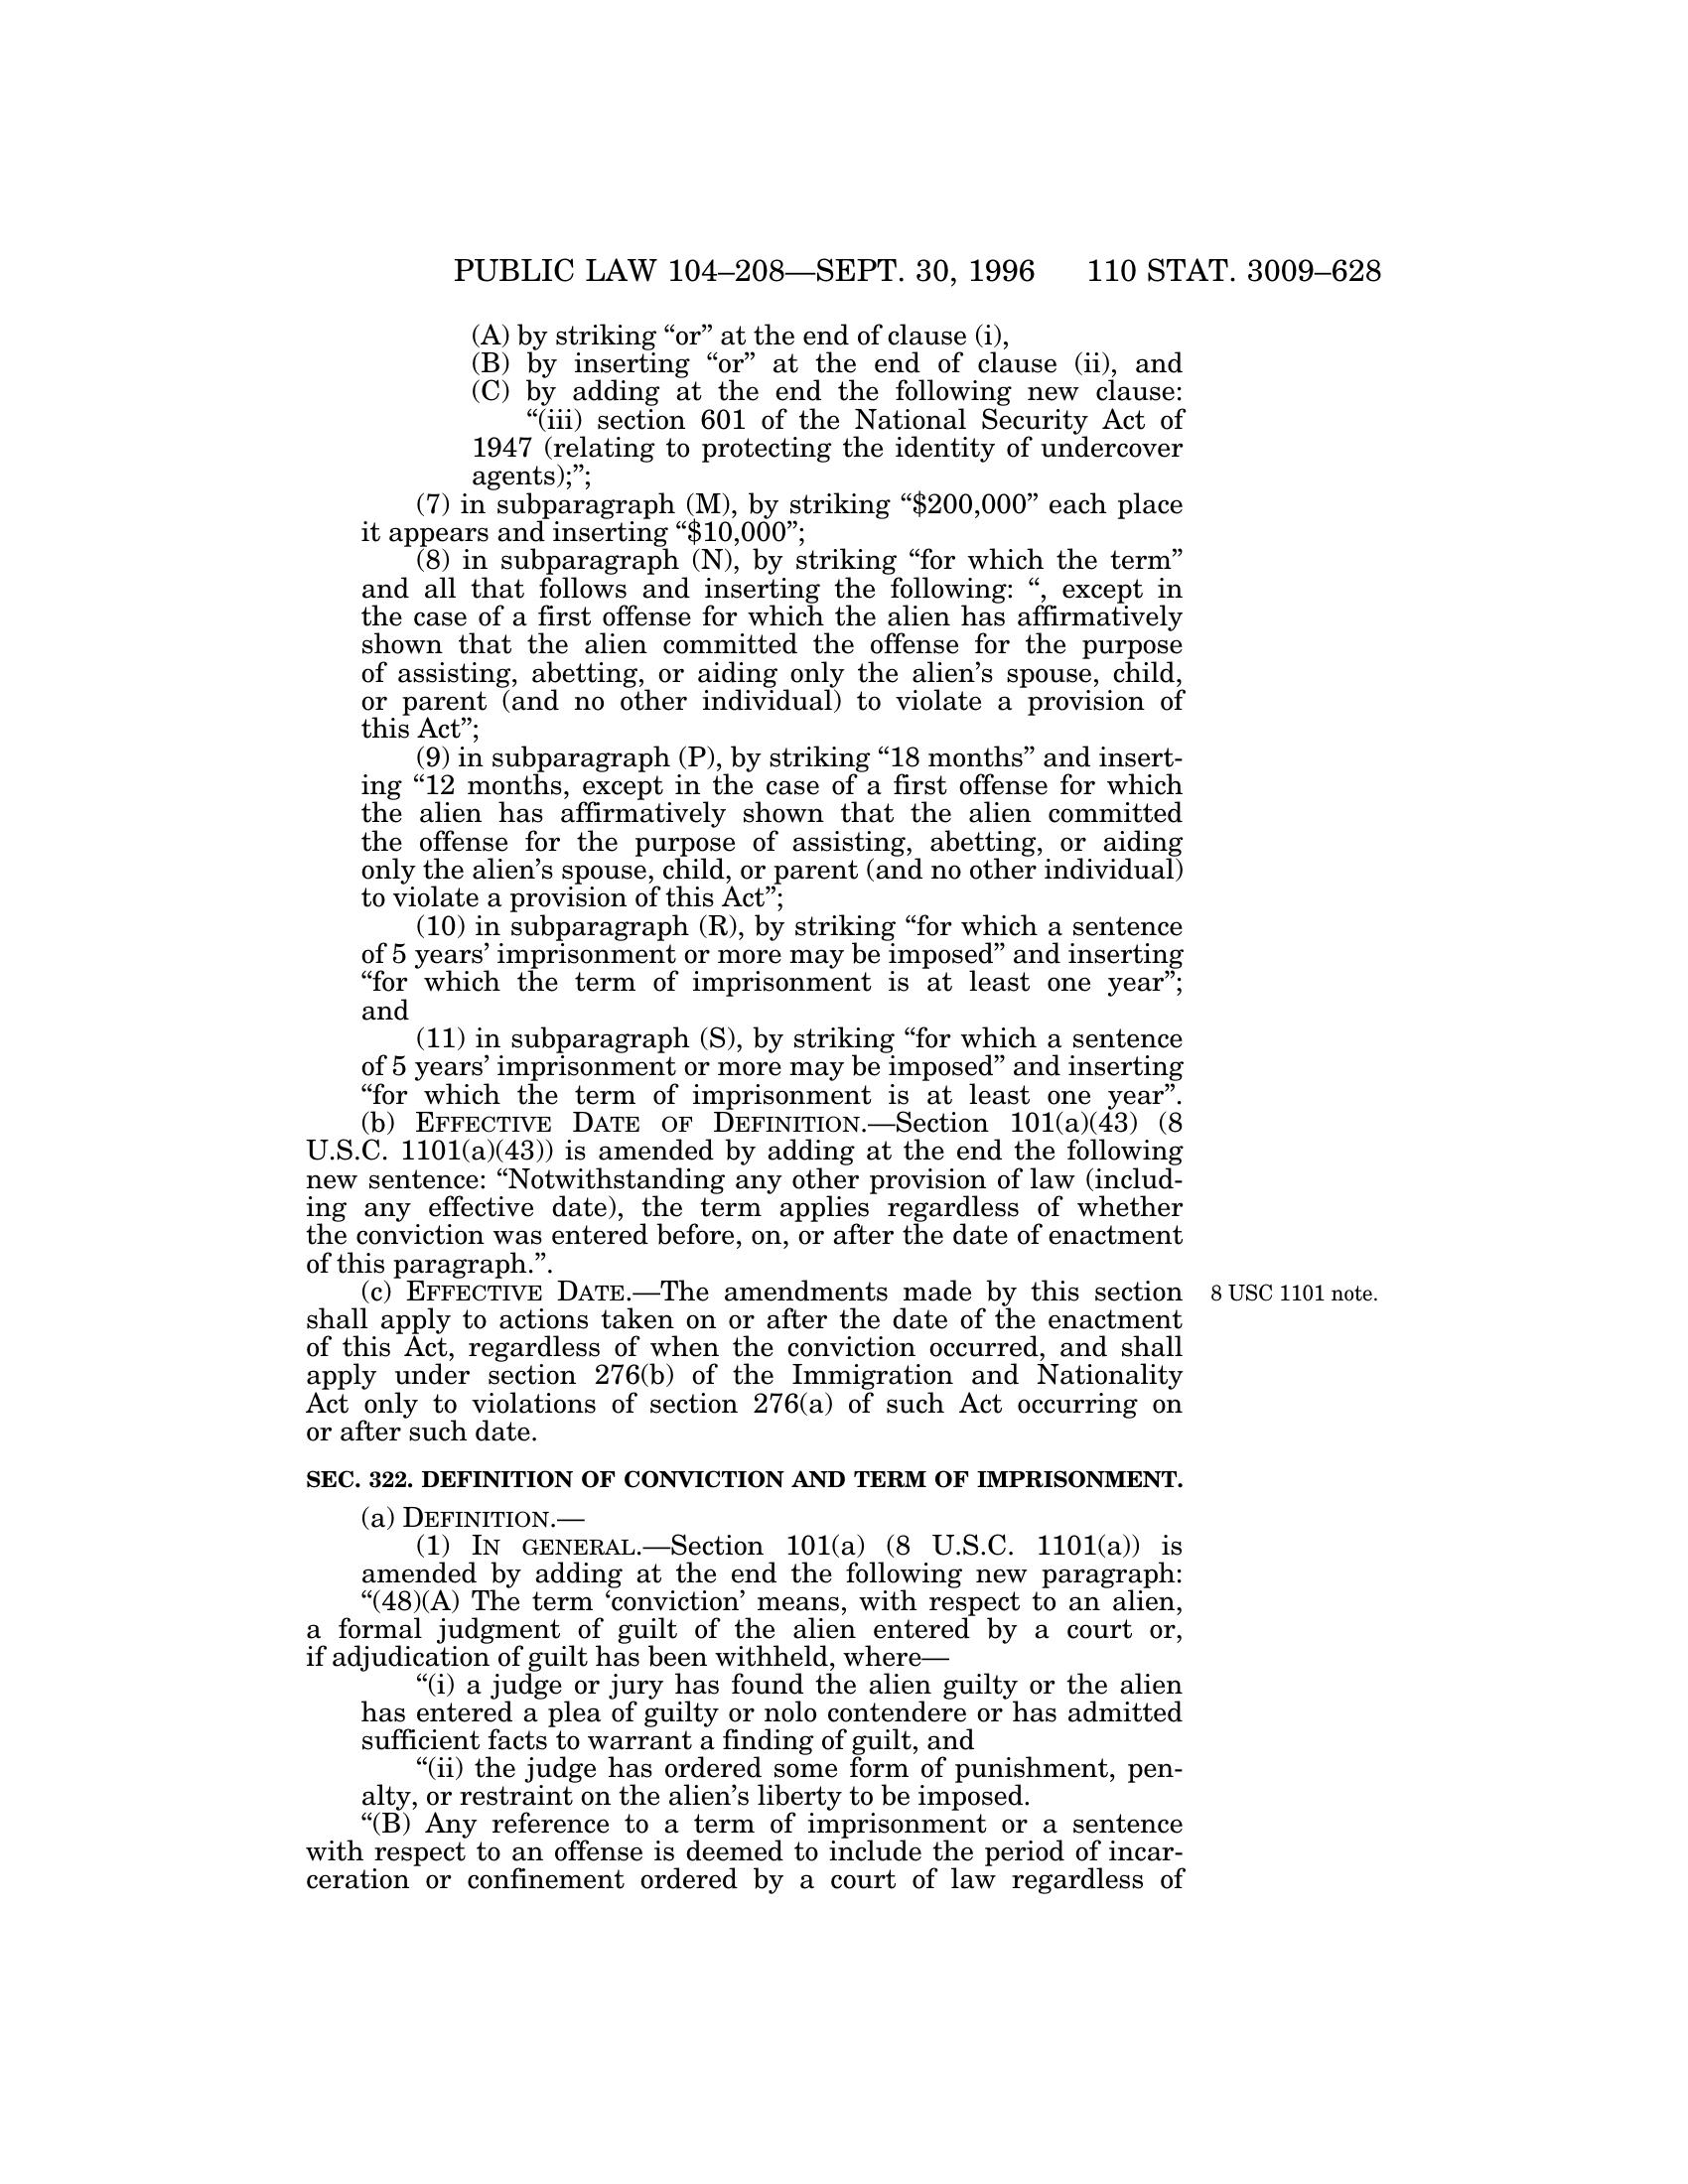 PUBLIC LAW 104–208—SEPT. 30, 1996 110 STAT. 3009–628
(A) by striking “or” at the end of clause (i),
(B) by inserting “or” at the end of clause (ii), and
(C) by adding at the end the following new clause:
“(iii) section 601 of the National Security Act of
1947 (relating to protecting the identity of undercover
agents);”;
(7) in subparagraph (M), by striking “$200,000” each place
it appears and inserting “$10,000”;
(8) in subparagraph (N), by striking “for which the term”
and all that follows and inserting the following: “, except in
the case of a first offense for which the alien has affirmatively
shown that the alien committed the offense for the purpose
of assisting, abetting, or aiding only the alien’s spouse, child,
or parent (and no other individual) to violate a provision of
this Act”;
(9) in subparagraph (P), by striking “18 months” and insert-
ing “12 months, except in the case of a first offense for which
the alien has affirmatively shown that the alien committed
the offense for the purpose of assisting, abetting, or aiding
only the alien’s spouse, child, or parent (and no other individual)
to violate a provision of this Act”;
(10) in subparagraph (R), by striking “for which a sentence
of 5 years’ imprisonment or more may be imposed” and inserting
“for which the term of imprisonment is at least one year”;
and
(11) in subparagraph (S), by striking “for which a sentence
of 5 years’ imprisonment or more may be imposed” and inserting
“for which the term of imprisonment is at least one year”.
(b) EFFECTIVE DATE OF DEFINITION.—Section 101(a)(43) (8
U.S.C. 1101(a)(43)) is amended by adding at the end the following
new sentence: “Notwithstanding any other provision of law (includ-
ing any effective date), the term applies regardless of whether
the conviction was entered before, on, or after the date of enactment
of this paragraph.”.
(c) EFFECTIVE DATE.—The amendments made by this section
shall apply to actions taken on or after the date of the enactment
of this Act, regardless of when the conviction occurred, and shall
apply under section 276(b) of the Immigration and Nationality
Act only to violations of section 276(a) of such Act occurring on
or after such date.
8 USC 1101 note.
SEC. 322. DEFINITION OF CONVICTION AND TERM OF IMPRISONMENT.
(a) DEFINITION.—
(1) IN GENERAL.—Section 101(a) (8 U.S.C. 1101(a)) is
amended by adding at the end the following new paragraph:
“(48)(A) The term ‘conviction’ means, with respect to an alien,
a formal judgment of guilt of the alien entered by a court or,
if adjudication of guilt has been withheld, where—
“(i) a judge or jury has found the alien guilty or the alien
has entered a plea of guilty or nolo contendere or has admitted
sufficient facts to warrant a finding of guilt, and
“(ii) the judge has ordered some form of punishment, pen-
alty, or restraint on the alien’s liberty to be imposed.
“(B) Any reference to a term of imprisonment or a sentence
with respect to an offense is deemed to include the period of incar-
ceration or confinement ordered by a court of law regardless of